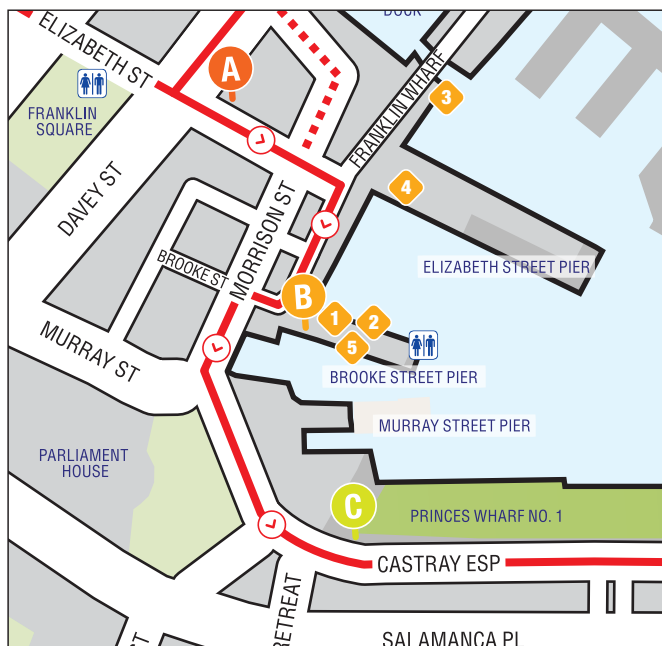 DOCK
ELIZABETH ST
A
FRANKLIN
SQUARE
3
FRANKLIN WHARF
DAVEY ST
4
MORRISON ST
BROOKE ST
ELIZABETH STREET PIER
B
1
2
5
MURRAY ST
BROOKE STREET PIER
MURRAY STREET PIER
PARLIAMENT
HOUSE
C
PRINCES WHARF NO. 1
CASTRAY ESP
RETREAT
ST
SALAMANCA PL